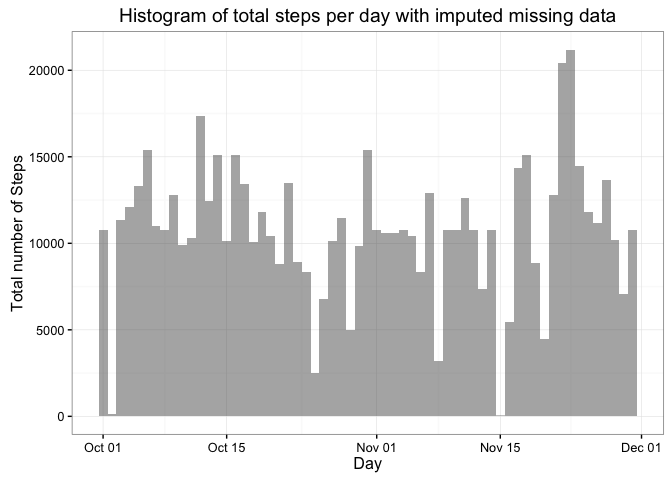 Histogram of total steps per day with imputed missing data
Total number of Steps
20000
15000
10000
5000
0
Oct 01 Oct 15 Nov 01 Nov 15 Dec 01
Day